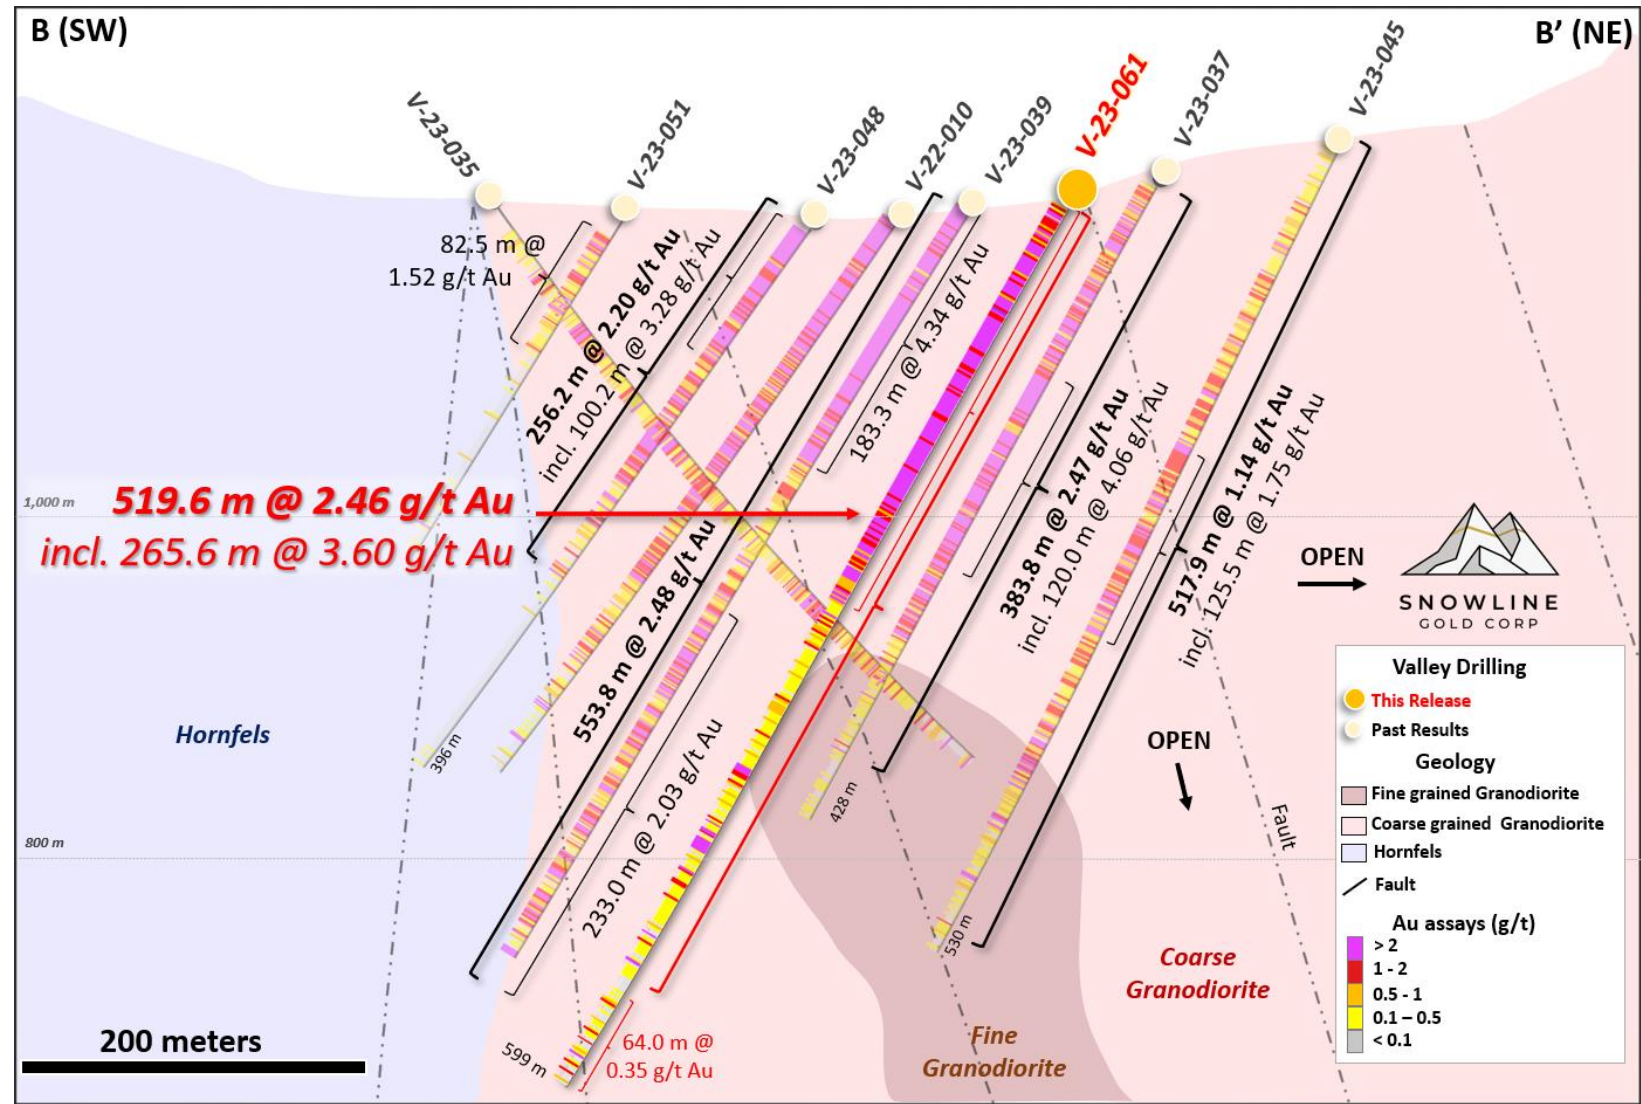 B (SW)
B’ (NE)
V-23-035
V-23-051
V-23-048
V-22-010
V-23-039
V-23-061
V-23-037
V-23-045
82.5 m @
1.52 g/t Au
256.2 m @ 2.20 g/t Au
incl. 100.2 m @ 3.28 g/t Au
183.3 m @ 4.34 g/t Au
1,000 m
519.6 m @ 2.46 g/t Au
incl. 265.6 m @ 3.60 g/t Au
383.8 m @ 2.47 g/t Au
incl. 120.0 m @ 4.06 g/t Au
517.9 m @ 1.14 g/t Au
incl. 125.5 m @ 1.75 g/t Au
553.8 m @ 2.48 g/t Au
233.0 m @ 2.03 g/t Au
OPEN
SNOWLINE
GOLD CORP
Hornfels
396 m
428 m
OPEN
800 m
530 m
Fault
Coarse
Granodiorite
Fine
Granodiorite
200 meters
599 m
64.0 m @
0.35 g/t Au
Valley Drilling
This Release
Past Results
Geology
Fine grained Granodiorite
Coarse grained Granodiorite
Hornfels
Fault
Au assays (g/t)
> 2
1 - 2
0.5 - 1
0.1 – 0.5
< 0.1